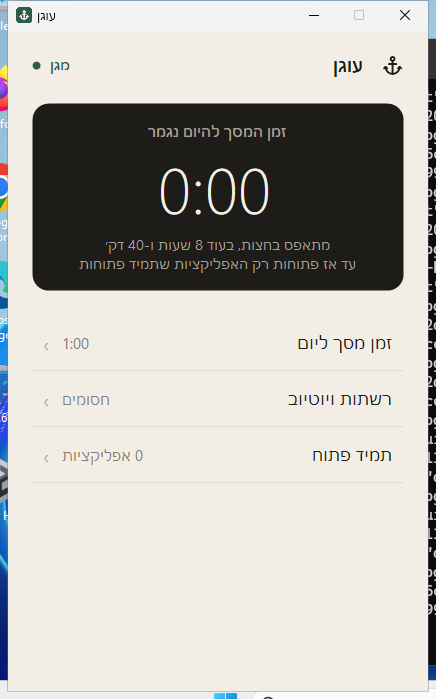 עוגן
עוגן
מגן
זמן המסך להיום נגמר
0:00
מתאפס בחצות, בעוד 8 שעות ו-40 דק׳
עד אז פתוחות רק האפליקציות שתמיד פתוחות
זמן מסך ליום 1:00
רשתות ויוטיוב חסומים
תמיד פתוח 0 אפליקציות